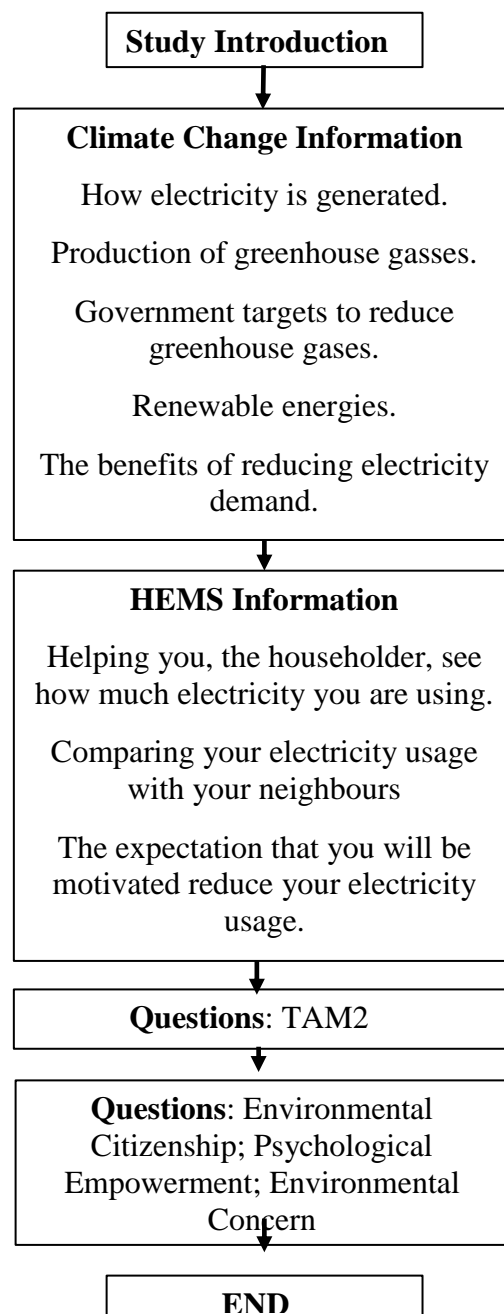 Study Introduction
Climate Change Information
How electricity is generated.
Production of greenhouse gasses.
Government targets to reduce
greenhouse gases.
Renewable energies.
The benefits of reducing electricity
demand.
HEMS Information
Helping you, the householder, see
how much electricity you are using.
Comparing your electricity usage
with your neighbours
The expectation that you will be
motivated reduce your electricity
usage.
Questions: TAM2
Questions: Environmental
Citizenship; Psychological
Empowerment; Environmental
Concern
END